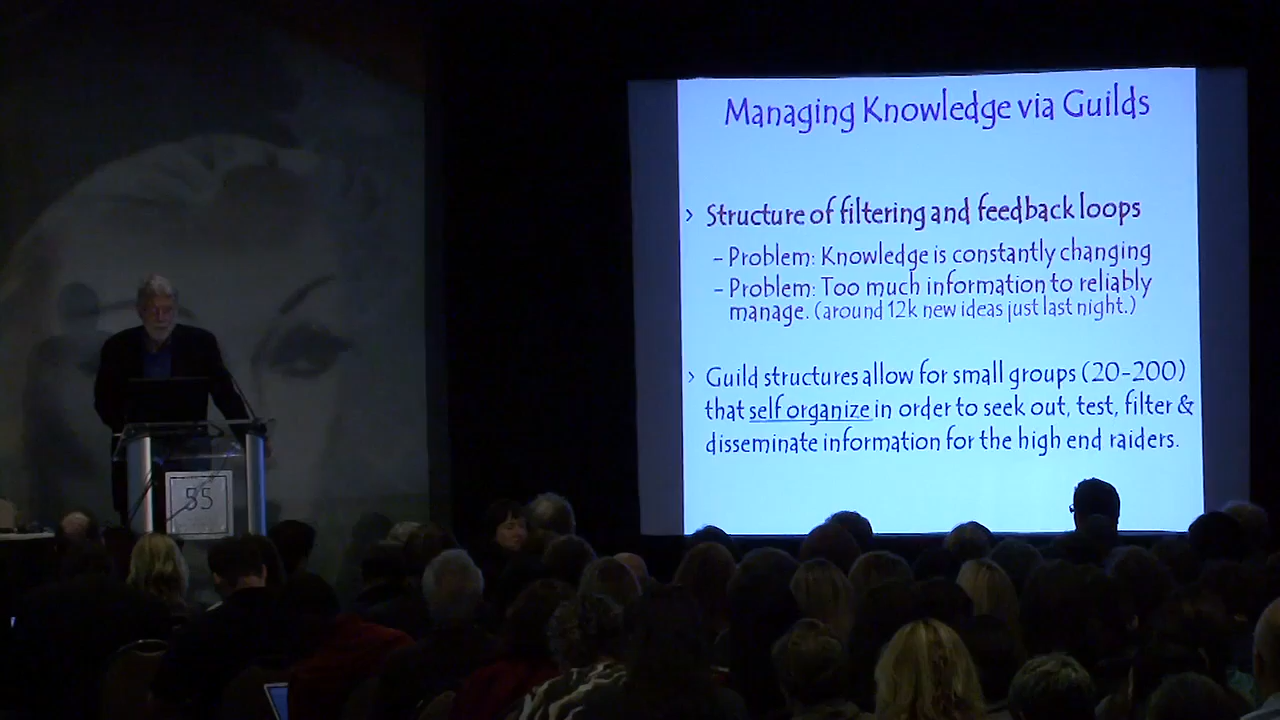 Managing Knowledge via Guilds
› Structure of filtering and feedback loops
– Problem: Knowledge is constantly changing
– Problem: Too much information to reliably
manage. (around 12k new ideas just last night.)
› Guild structures allow for small groups (20-200)
that self organize in order to seek out, test, filter &
disseminate information for the high end raiders.
55